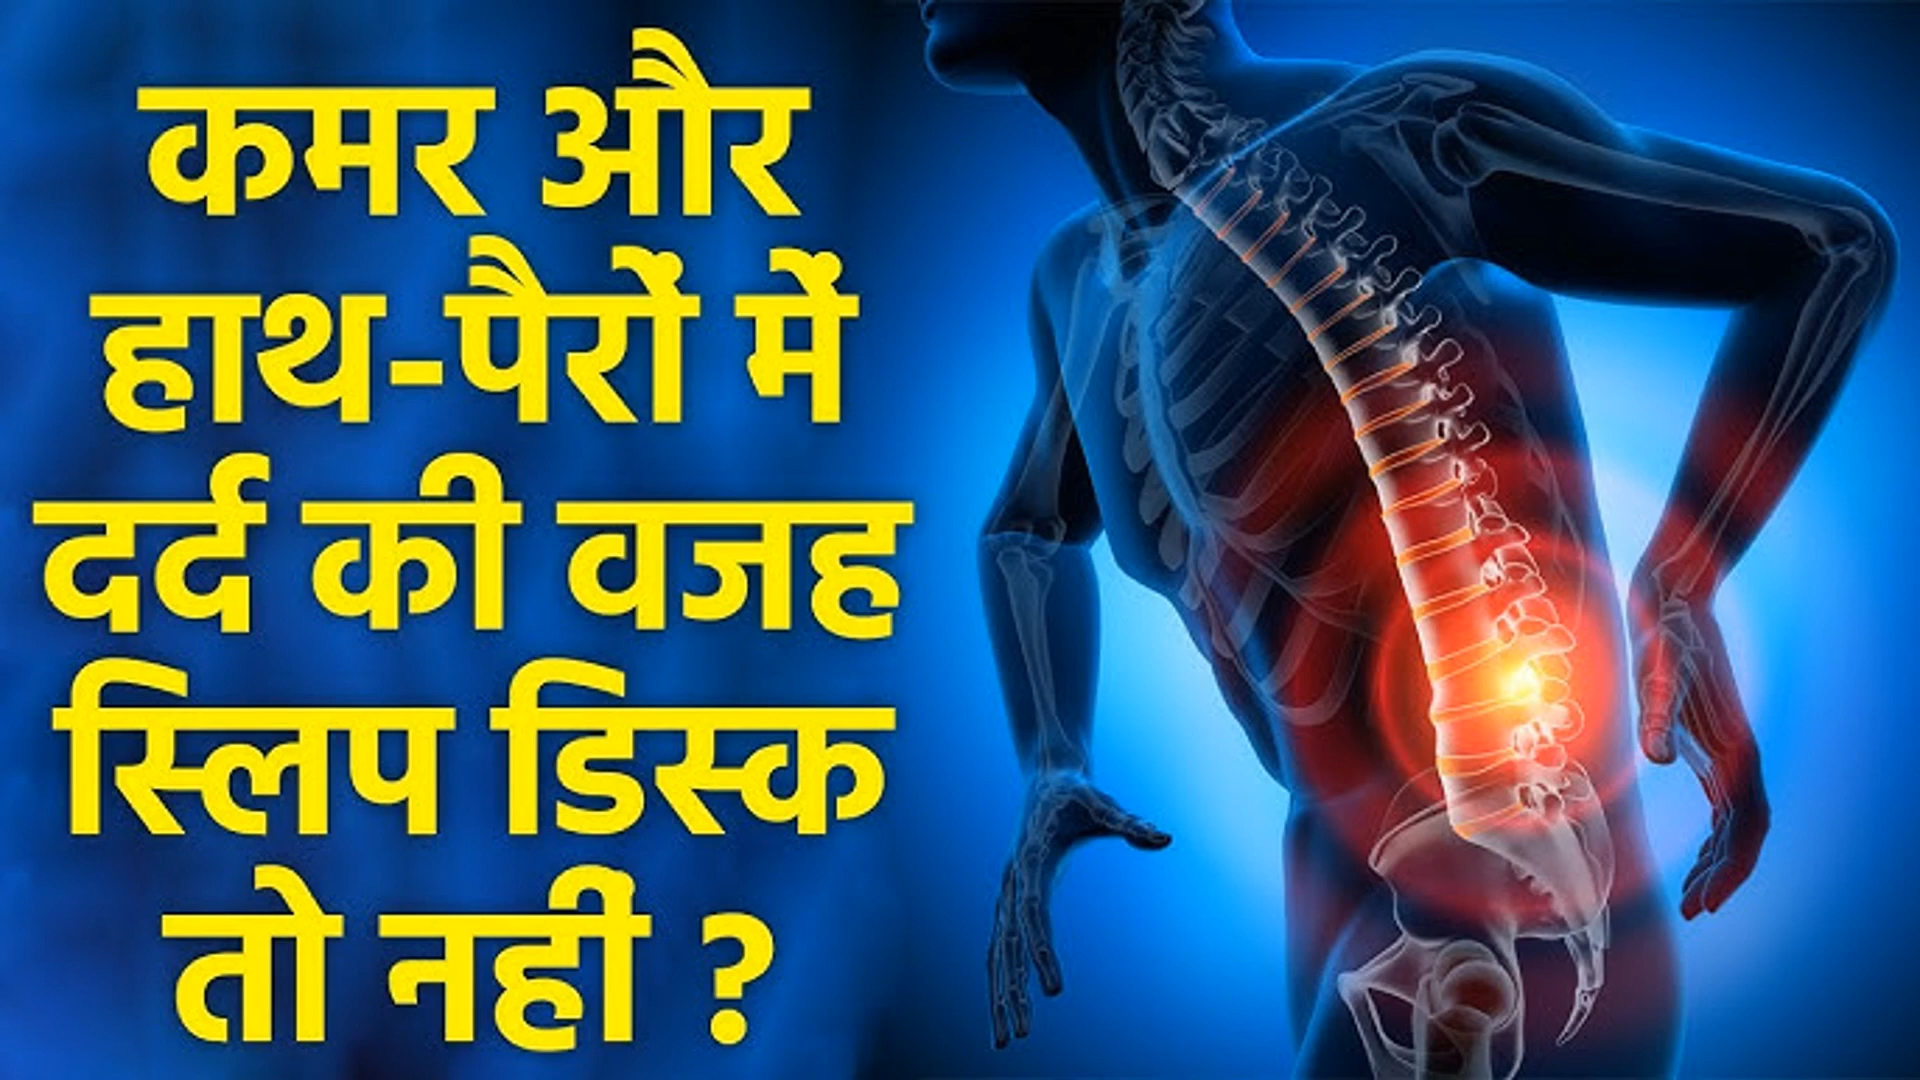 कमर और
हाथ-पैरों में
दर्द की वजह
स्लिप डिस्क
तो नहीं ?